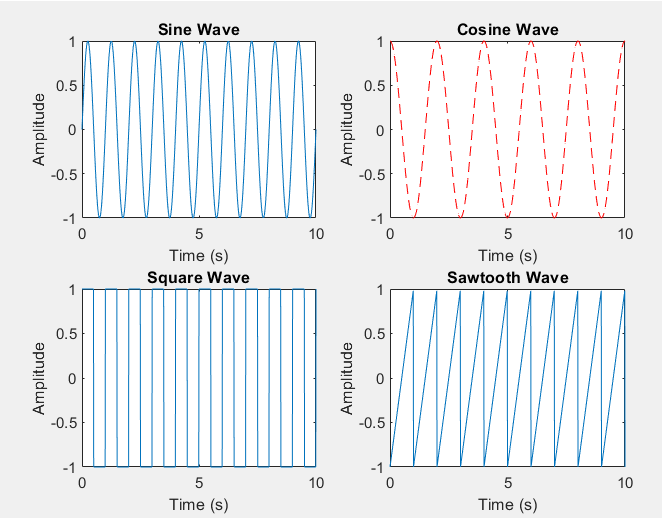 Sine Wave
1
0.5
0
-0.5
-1
Amplitude
0 5 10
Time (s)
Cosine Wave
1
0.5
0
-0.5
-1
Amplitude
0 5 10
Time (s)
Square Wave
1
0.5
0
-0.5
-1
Amplitude
0 5 10
Time (s)
Sawtooth Wave
1
0.5
0
-0.5
-1
Amplitude
0 5 10
Time (s)